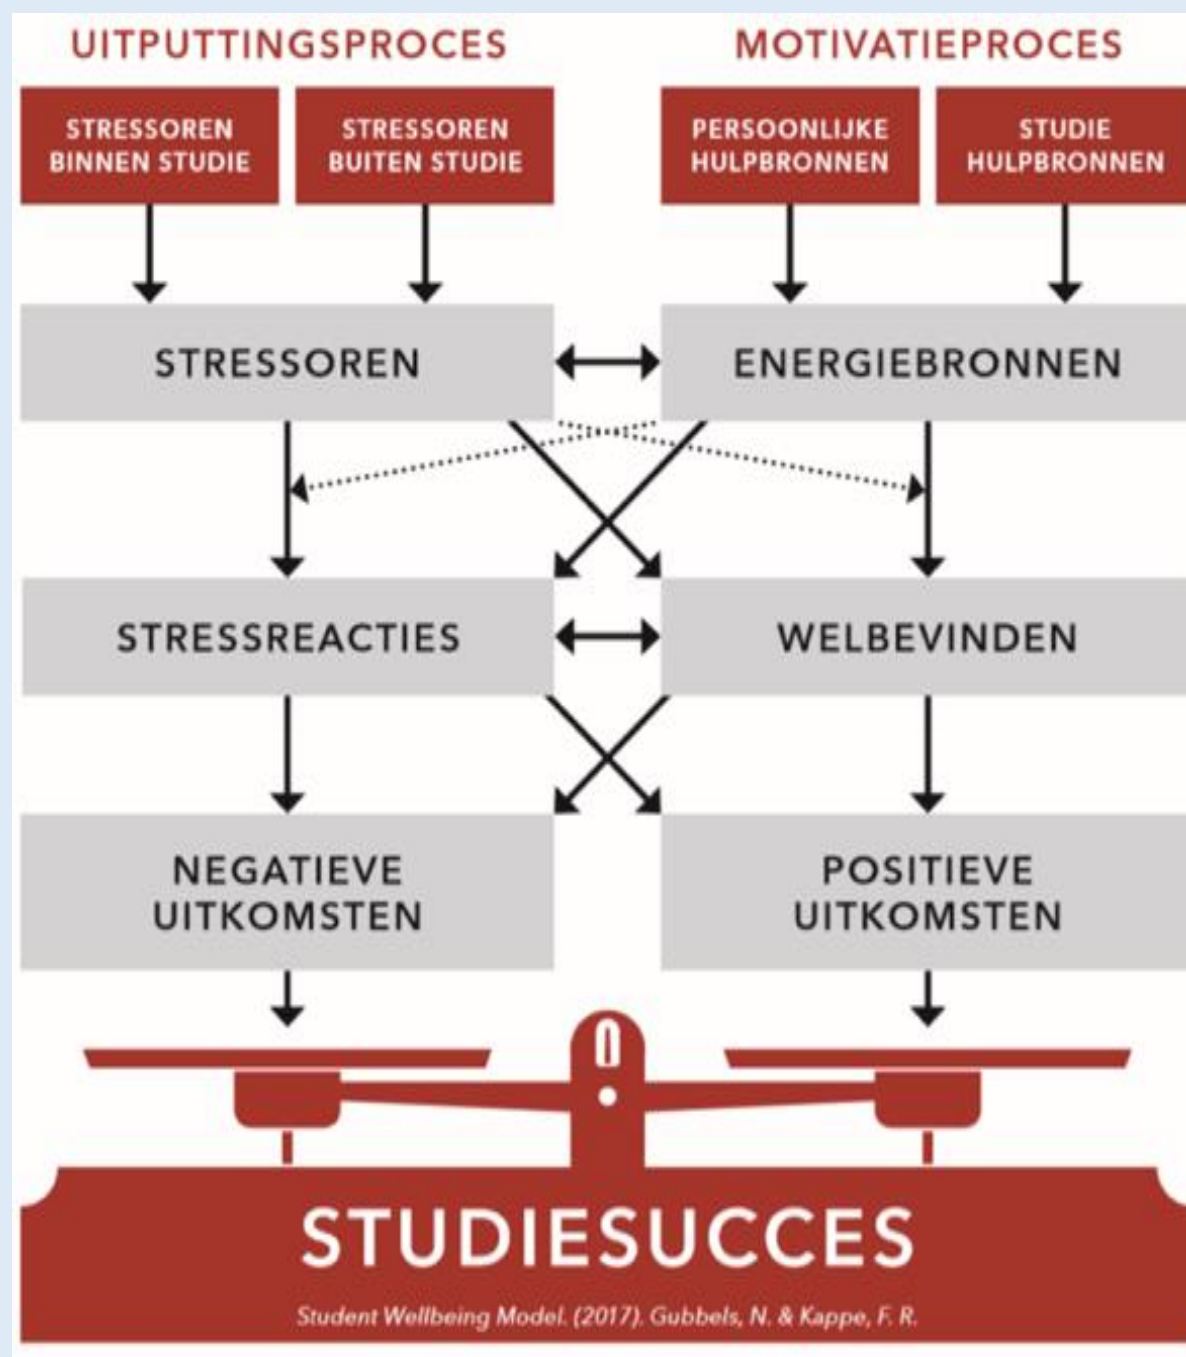 UITPUTTINGSPROCES
MOTIVATIEPROCES
STRESSOREN
BINNEN STUDIE
STRESSOREN
BUITEN STUDIE
PERSOONLIJKE
HULPBRONNEN
STUDIE
HULPBRONNEN
STRESSOREN
ENERGIEBRONNEN
STRESSREACTIES
WELBEVINDEN
NEGATIEVE
UITKOMSTEN
POSITIEVE
UITKOMSTEN
STUDIESUCCES
Student Wellbeing Model. (2017). Gubbels, N. & Kappe, F. R.